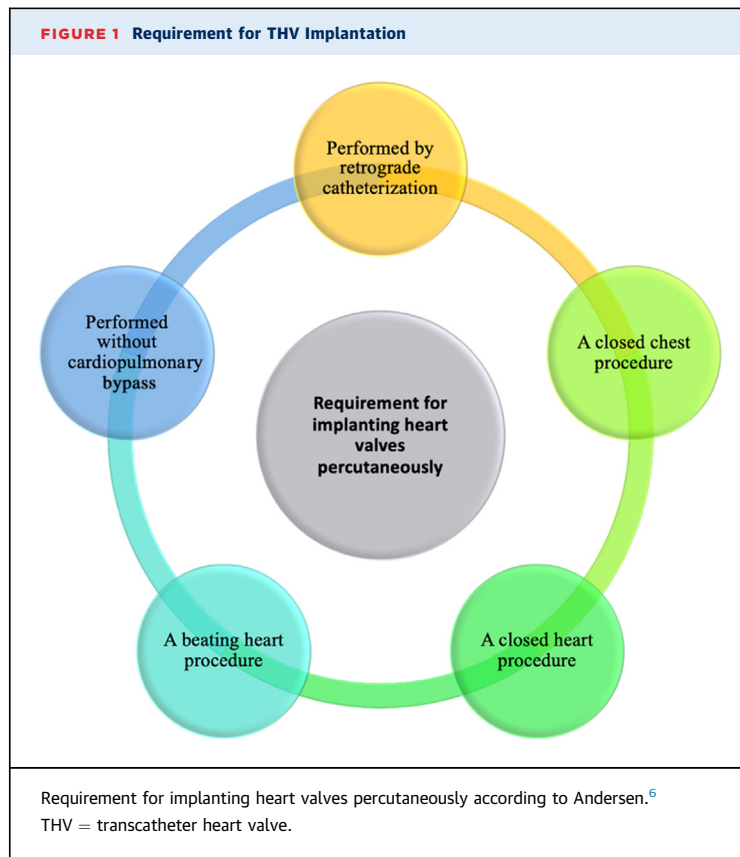 FIGURE 1 Requirement for THV Implantation
Performed by
retrograde
catheterization
A closed chest
procedure
A closed heart
procedure
A beating heart
procedure
Performed
without
cardiopulmonary
bypass
Requirement for
implanting heart
valves
percutaneously
Requirement for implanting heart valves percutaneously according to Andersen.6
THV = transcatheter heart valve.